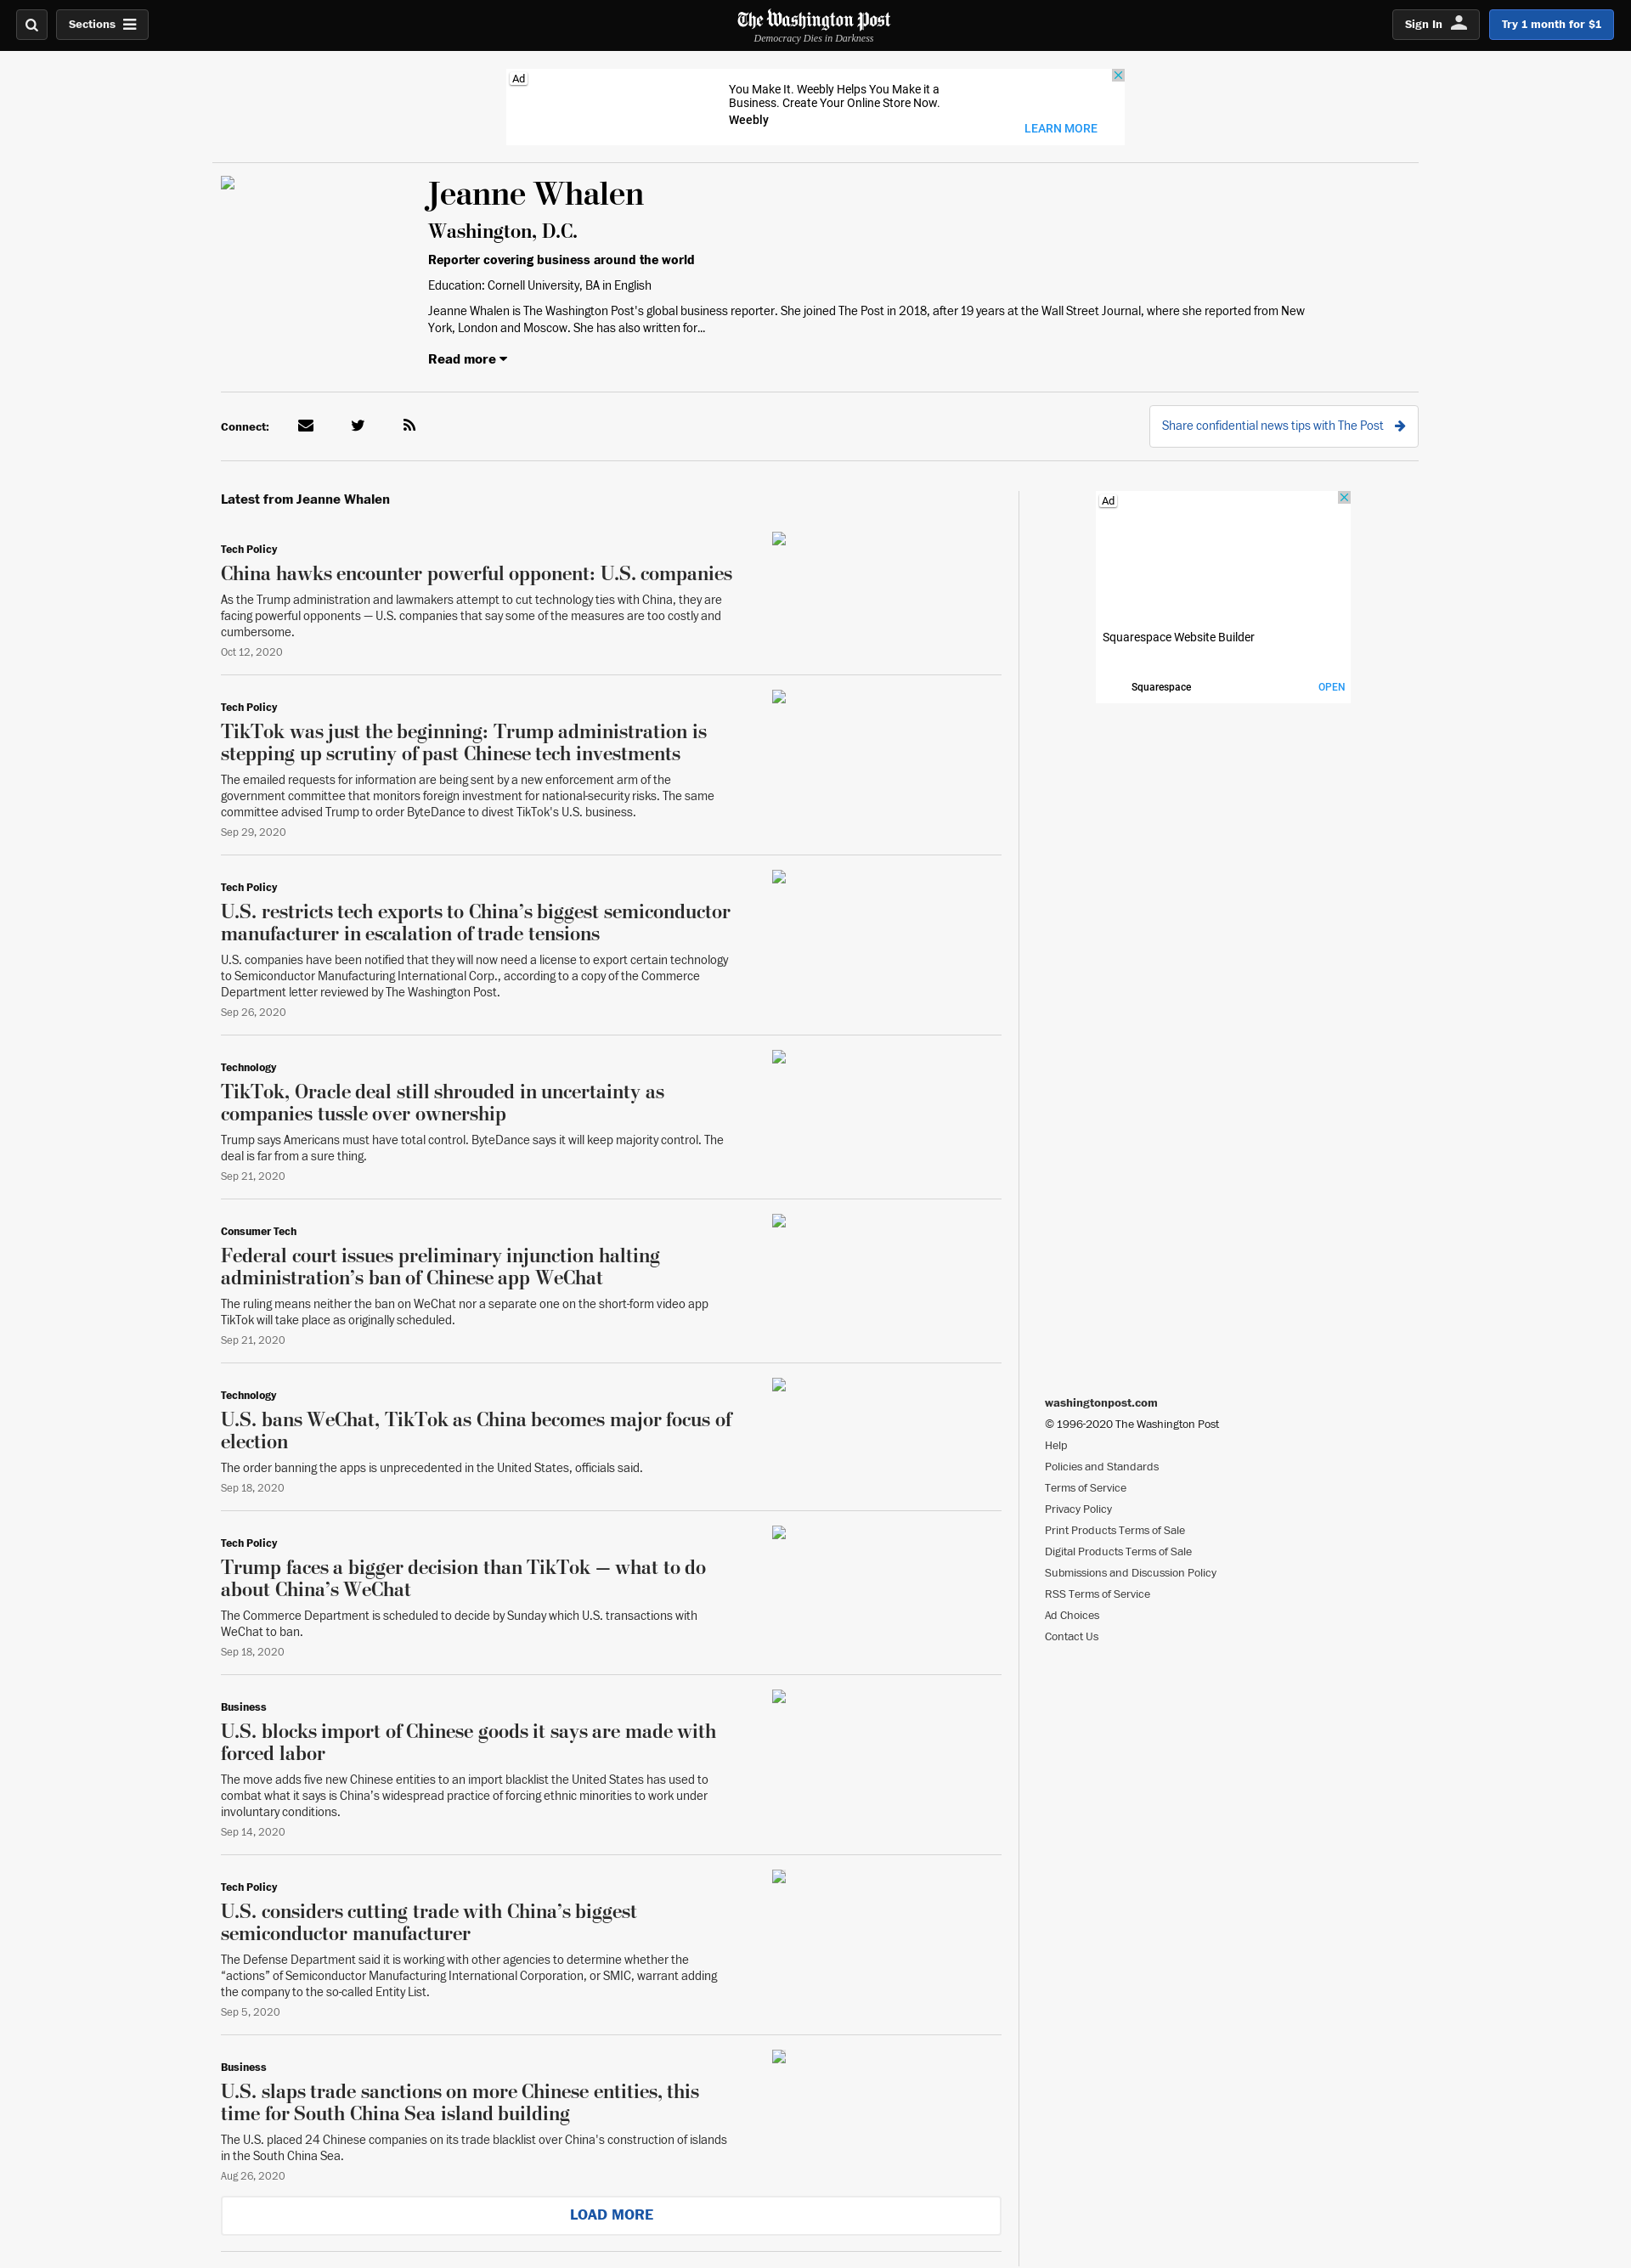 Sections
The Washington Post
Democracy Dies in Darkness
Sign In
Try 1 month for $1
Ad
You Make It. Weebly Helps You Make it a
Business. Create Your Online Store Now.
Weebly
LEARN MORE
Jeanne Whalen
Washington, D.C.
Reporter covering business around the world
Education: Cornell University, BA in English
Jeanne Whalen is The Washington Post's global business reporter. She joined The Post in 2018, after 19 years at the Wall Street Journal, where she reported from New
York, London and Moscow. She has also written for...
Read more
Connect:
Share confidential news tips with The Post
Latest from Jeanne Whalen
Tech Policy
China hawks encounter powerful opponent: U.S. companies
As the Trump administration and lawmakers attempt to cut technology ties with China, they are
facing powerful opponents — U.S. companies that say some of the measures are too costly and
cumbersome.
Oct 12, 2020
Tech Policy
TikTok was just the beginning: Trump administration is
stepping up scrutiny of past Chinese tech investments
The emailed requests for information are being sent by a new enforcement arm of the
government committee that monitors foreign investment for national-security risks. The same
committee advised Trump to order ByteDance to divest TikTok's U.S. business.
Sep 29, 2020
Tech Policy
U.S. restricts tech exports to China’s biggest semiconductor
manufacturer in escalation of trade tensions
U.S. companies have been notified that they will now need a license to export certain technology
to Semiconductor Manufacturing International Corp., according to a copy of the Commerce
Department letter reviewed by The Washington Post.
Sep 26, 2020
Technology
TikTok, Oracle deal still shrouded in uncertainty as
companies tussle over ownership
Trump says Americans must have total control. ByteDance says it will keep majority control. The
deal is far from a sure thing.
Sep 21, 2020
Consumer Tech
Federal court issues preliminary injunction halting
administration’s ban of Chinese app WeChat
The ruling means neither the ban on WeChat nor a separate one on the short-form video app
TikTok will take place as originally scheduled.
Sep 21, 2020
Technology
U.S. bans WeChat, TikTok as China becomes major focus of
election
The order banning the apps is unprecedented in the United States, officials said.
Sep 18, 2020
Tech Policy
Trump faces a bigger decision than TikTok — what to do
about China’s WeChat
The Commerce Department is scheduled to decide by Sunday which U.S. transactions with
WeChat to ban.
Sep 18, 2020
Business
U.S. blocks import of Chinese goods it says are made with
forced labor
The move adds five new Chinese entities to an import blacklist the United States has used to
combat what it says is China’s widespread practice of forcing ethnic minorities to work under
involuntary conditions.
Sep 14, 2020
Tech Policy
U.S. considers cutting trade with China’s biggest
semiconductor manufacturer
The Defense Department said it is working with other agencies to determine whether the
“actions” of Semiconductor Manufacturing International Corporation, or SMIC, warrant adding
the company to the so-called Entity List.
Sep 5, 2020
Business
U.S. slaps trade sanctions on more Chinese entities, this
time for South China Sea island building
The U.S. placed 24 Chinese companies on its trade blacklist over China's construction of islands
in the South China Sea.
Aug 26, 2020
LOAD MORE
Ad
Squarespace Website Builder
Squarespace
OPEN
washingtonpost.com
© 1996-2020 The Washington Post
Help
Policies and Standards
Terms of Service
Privacy Policy
Print Products Terms of Sale
Digital Products Terms of Sale
Submissions and Discussion Policy
RSS Terms of Service
Ad Choices
Contact Us